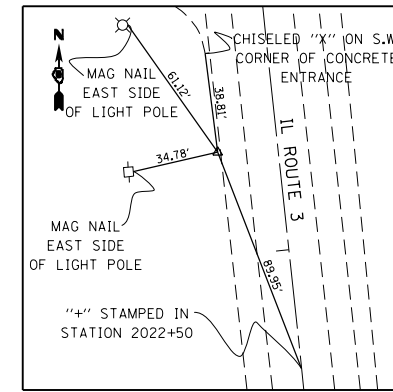 N
CHISELED "X" ON S.W
CORNER OF CONCRETE
ENTRANCE
MAG NAIL
EAST SIDE
OF LIGHT POLE
61.12'
38.81'
IL ROUTE 3
34.78'
MAG NAIL
EAST SIDE
OF LIGHT POLE
89.95'
"+" STAMPED IN
STATION 2022+50